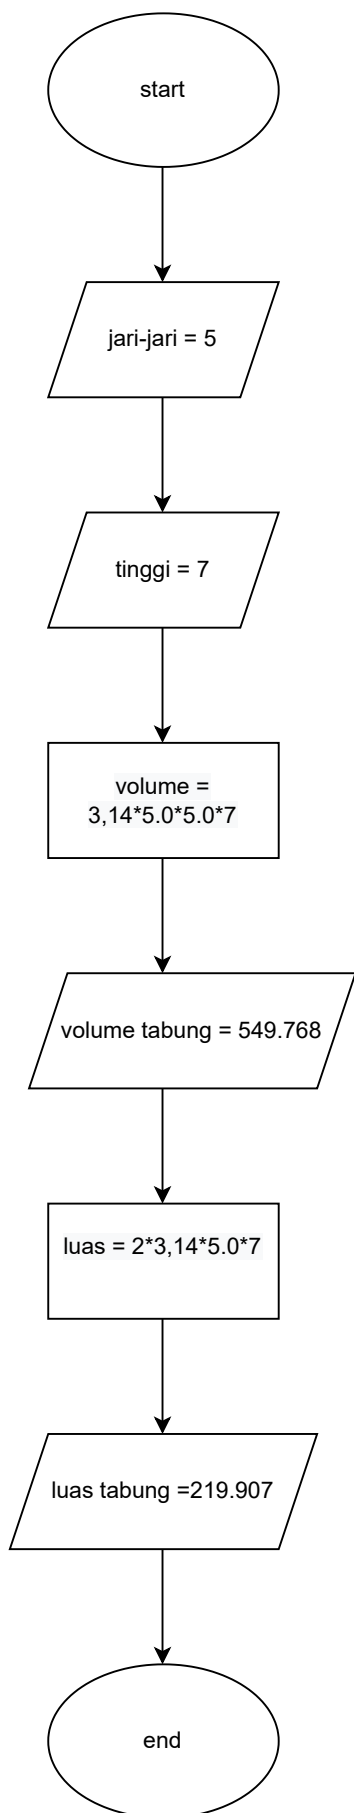 start
jari-jari = 5
tinggi = 7
volume =
3,14*5.0*5.0*7
volume tabung = 549.768
luas = 2*3,14*5.0*7
luas tabung =219.907
end